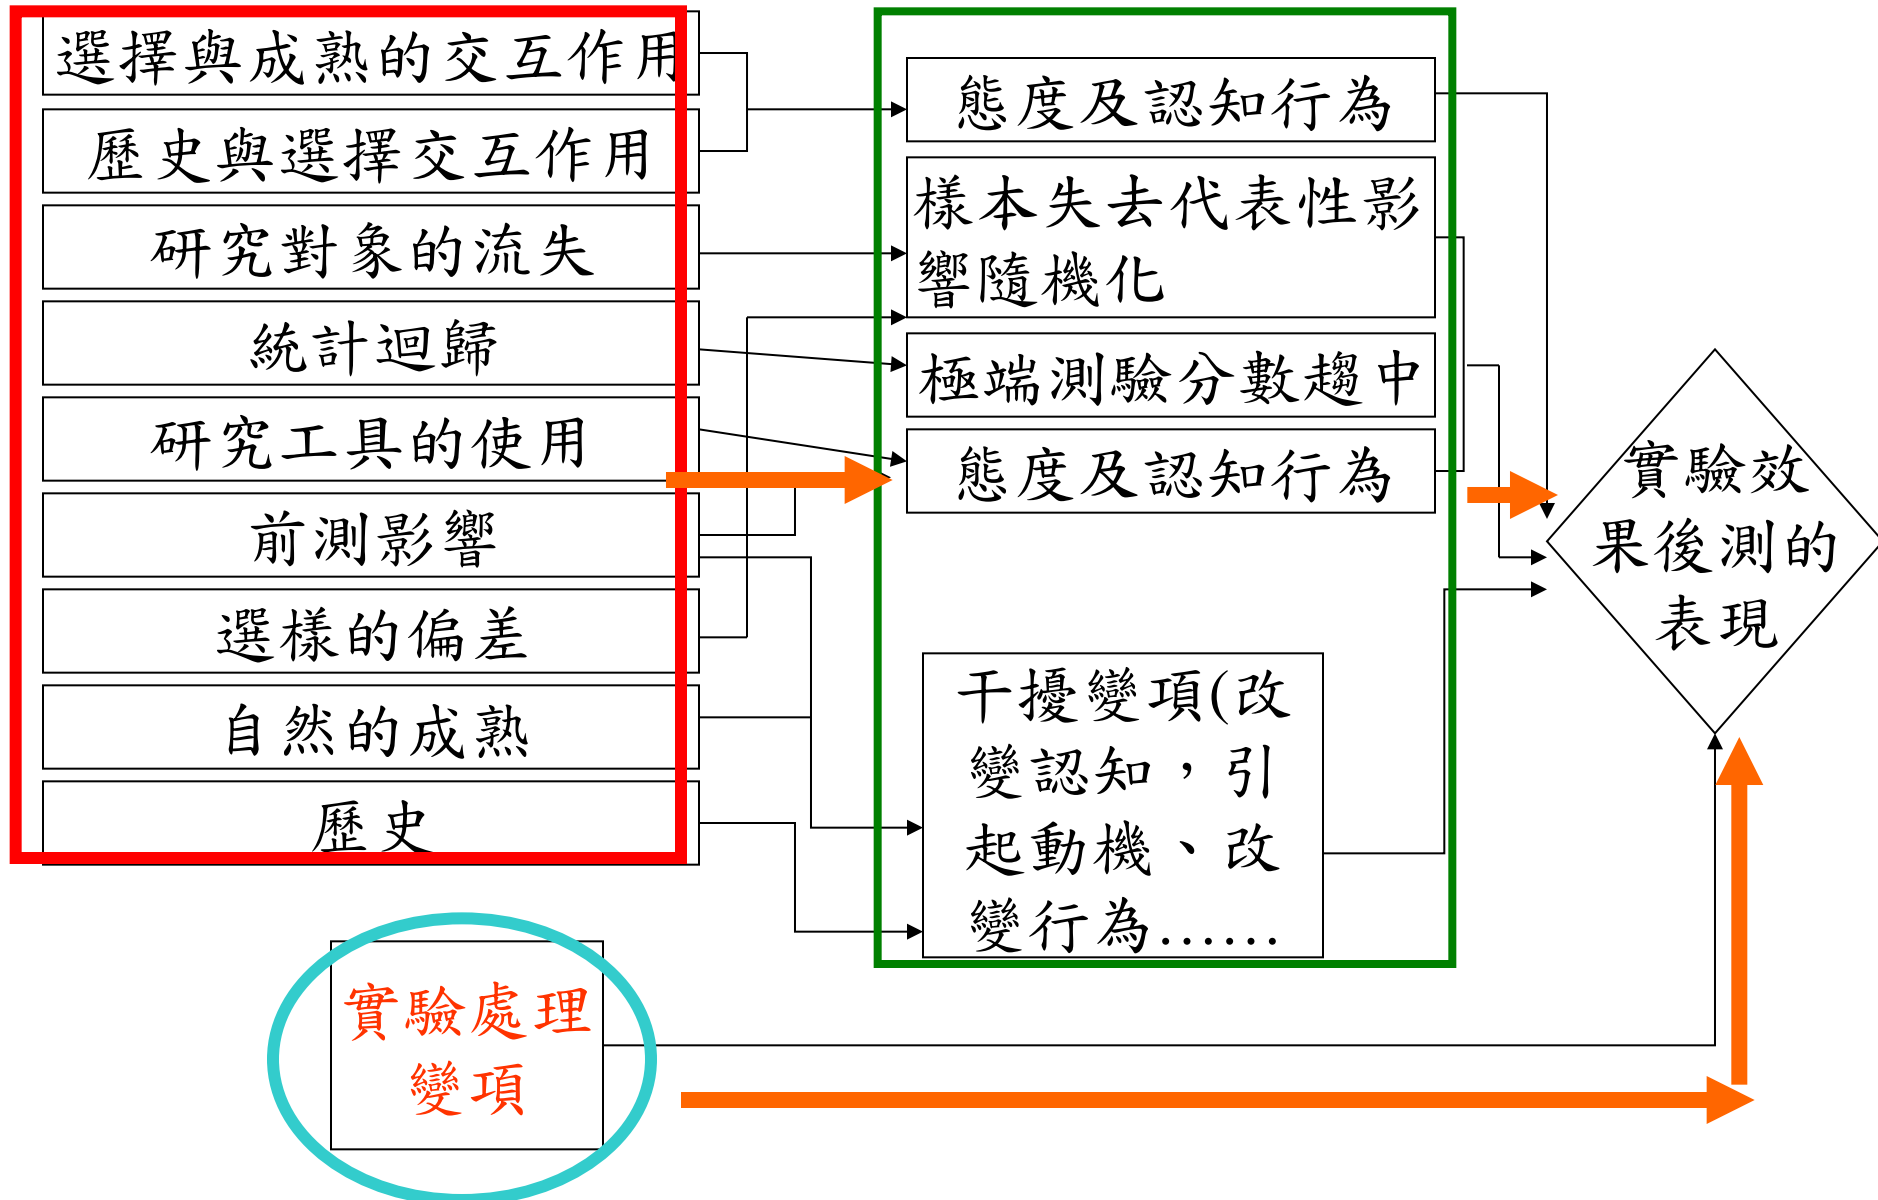 選擇與成熟的交互作用
歷史與選擇交互作用
研究對象的流失
統計迴歸
研究工具的使用
前測影響
選樣的偏差
自然的成熟
歷史
實驗處理
變項
態度及認知行為
樣本失去代表性影
響隨機化
極端測驗分數趨中
態度及認知行為
干擾變項(改
變認知，引
起動機、改
變行為……
實驗效
果後測的
表現